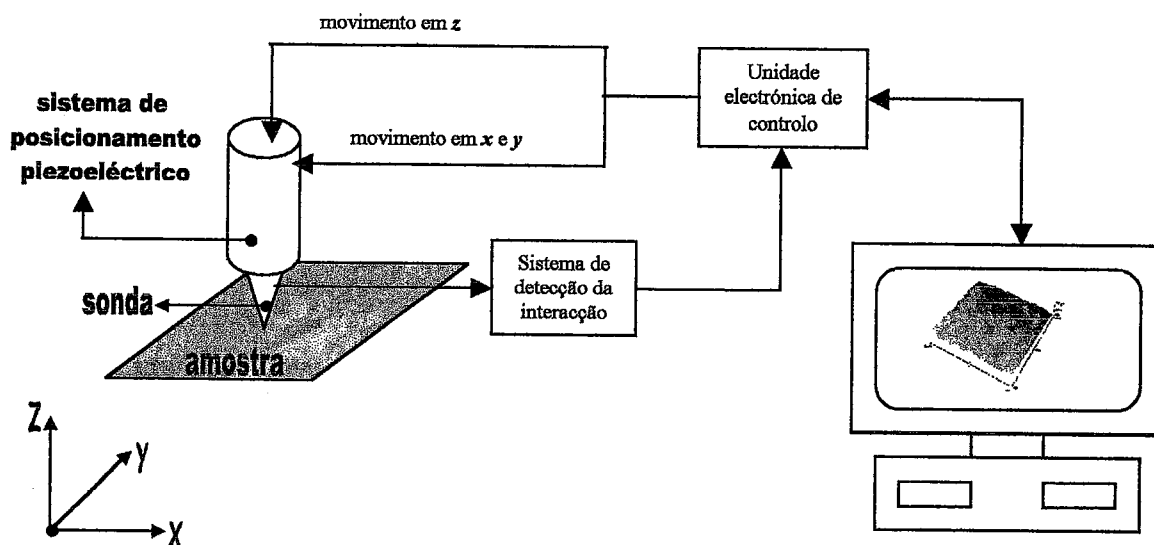 movimento em z
Unidade
electrónica de
controlo
sistema de
posicionamento
piezoeléctrico
movimento em x e y
Sistema de
detecção da
interacção
sonda
amostra
Z
y
X